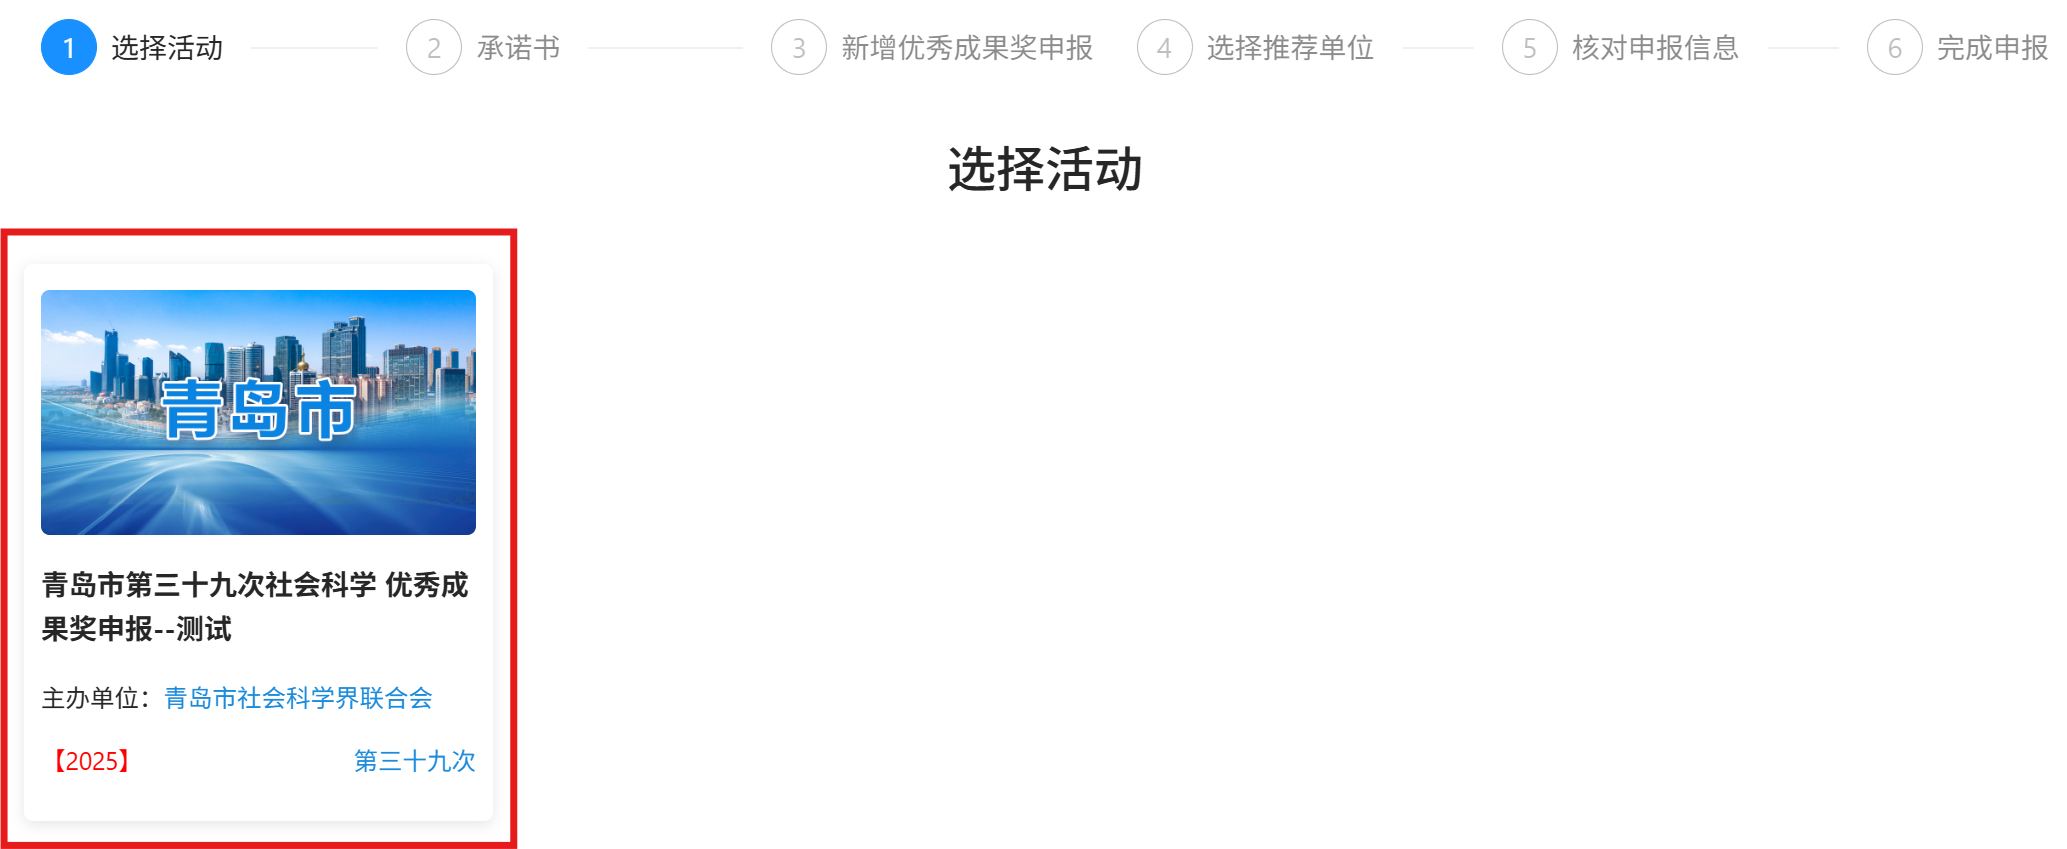 1 选择活动 2 承诺书 3 新增优秀成果奖申报 4 选择推荐单位 5 核对申报信息 6 完成申报
选择活动
青岛市
青岛市第三十九次社会科学 优秀成
果奖申报--测试
主办单位：青岛市社会科学界联合会
【2025】 第三十九次